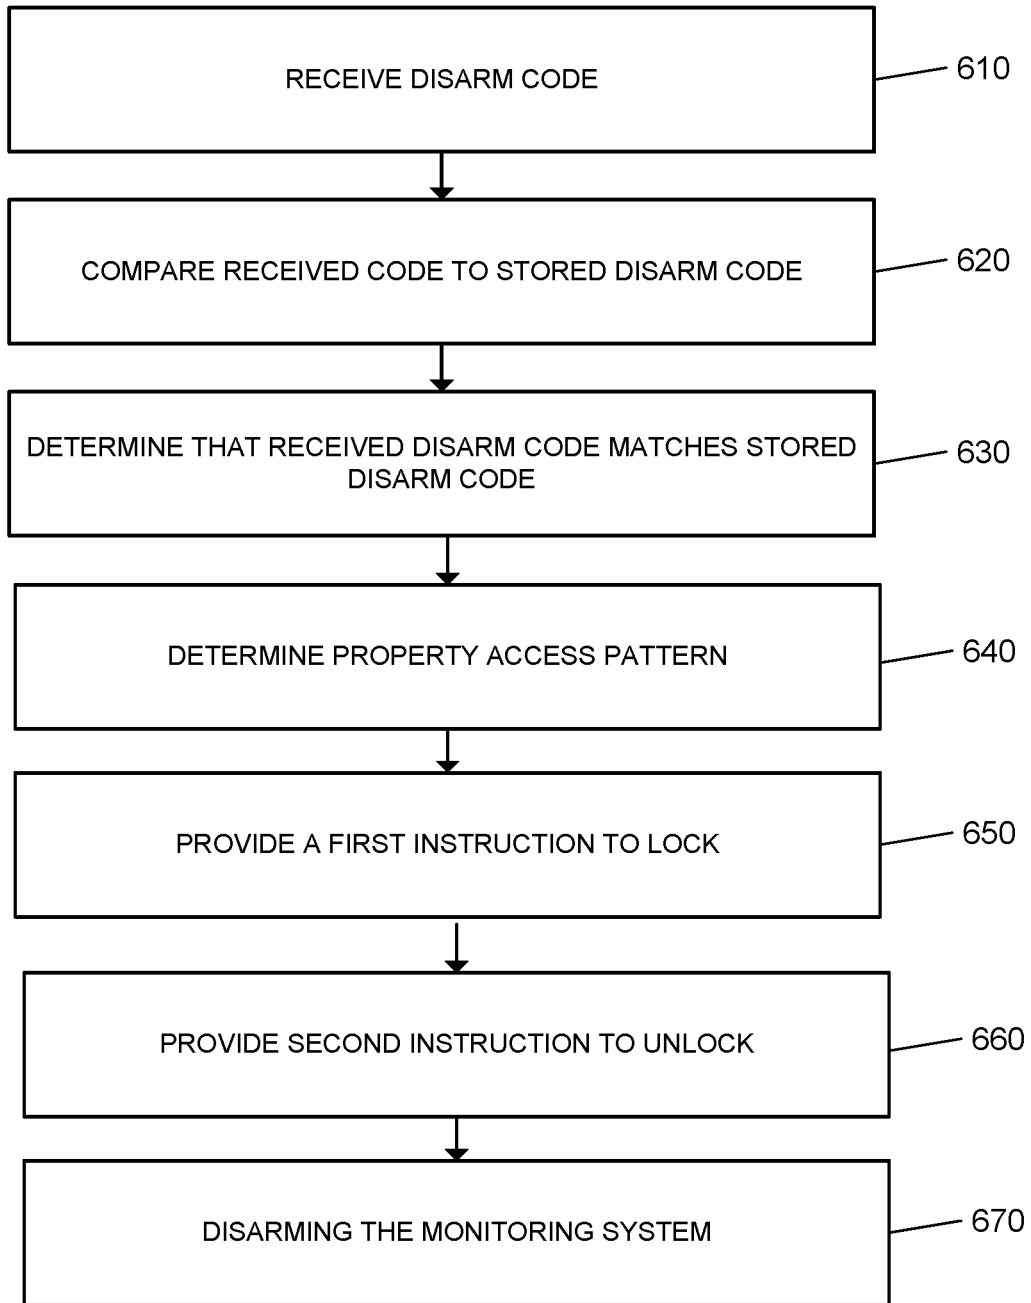 RECEIVE DISARM CODE
610
COMPARE RECEIVED CODE TO STORED DISARM CODE
620
DETERMINE THAT RECEIVED DISARM CODE MATCHES STORED
DISARM CODE
630
DETERMINE PROPERTY ACCESS PATTERN
640
PROVIDE A FIRST INSTRUCTION TO LOCK
650
PROVIDE SECOND INSTRUCTION TO UNLOCK
660
DISARMING THE MONITORING SYSTEM
670